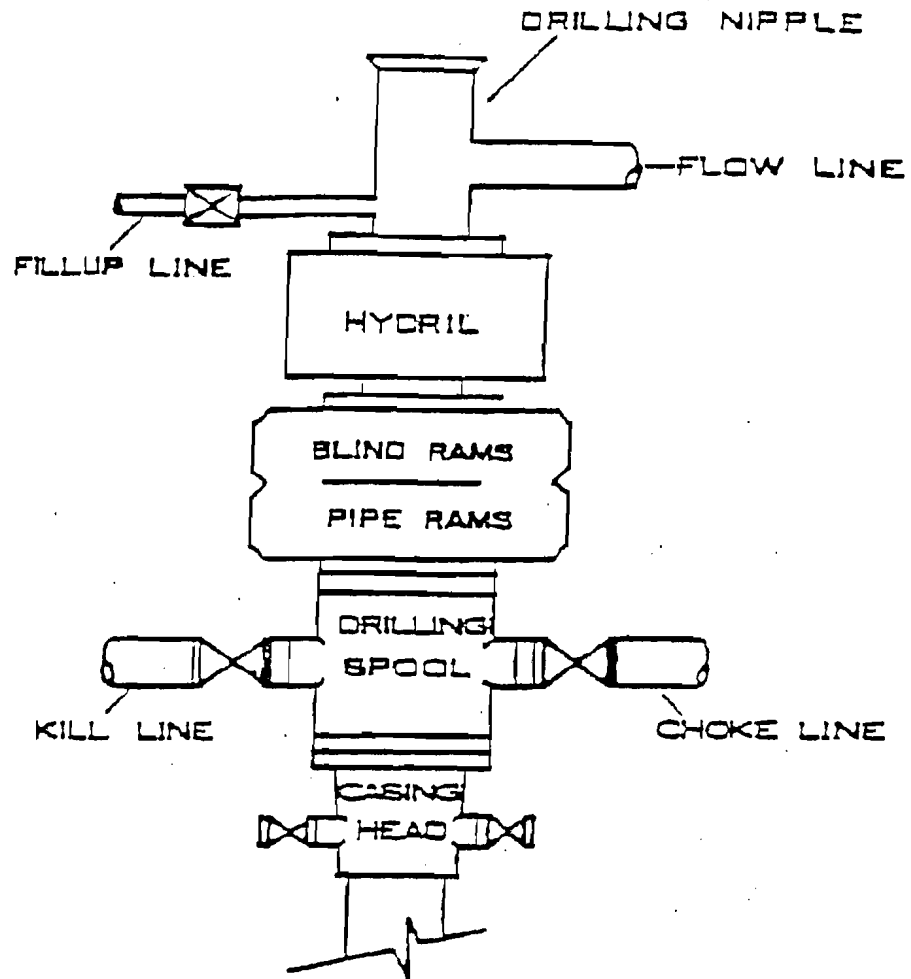 DRILLING NIPPLE
FLOW LINE
FILLUP LINE
HYDRIL
BLIND RAMS
PIPE RAMS
DRILLING
SPOOL
KILL LINE
CHOKE LINE
CASING
HEAD